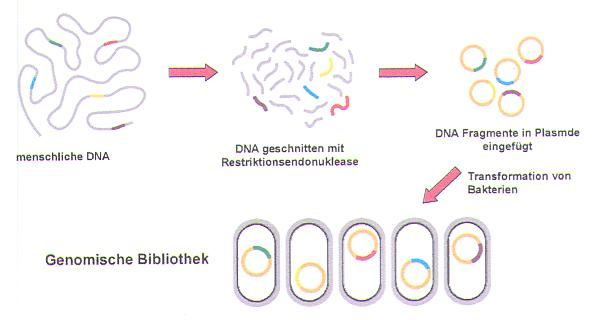 menschliche DNA
DNA geschnitten mit
Restriktionsendonuklease
DNA Fragmente in Plasmde
eingefügt
Transformation von
Bakterien
Genomische Bibliothek